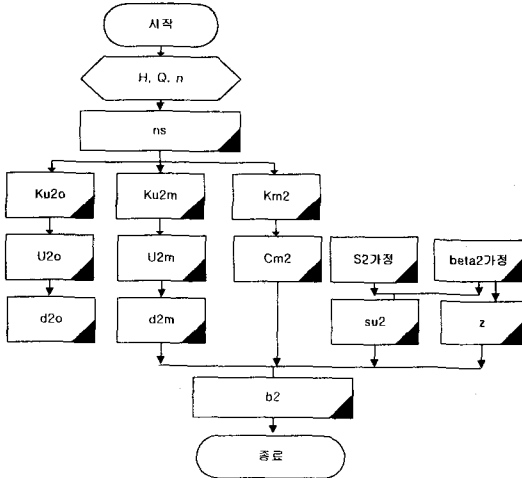 시작
H, Q, n
ns
Ku2o
Ku2m
Km2
U2o
U2m
Cm2
S2가정
beta2가정
d2o
d2m
su2
z
b2
종료